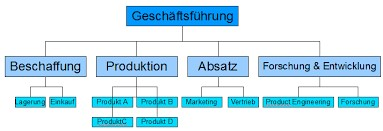 Geschäftsführung
Beschaffung Produktion Absatz Forschung & Entwicklung
Lagerung Einkauf Produkt A Produkt B Marketing Vertrieb Product Engineering Forschung
ProduktC Produkt D